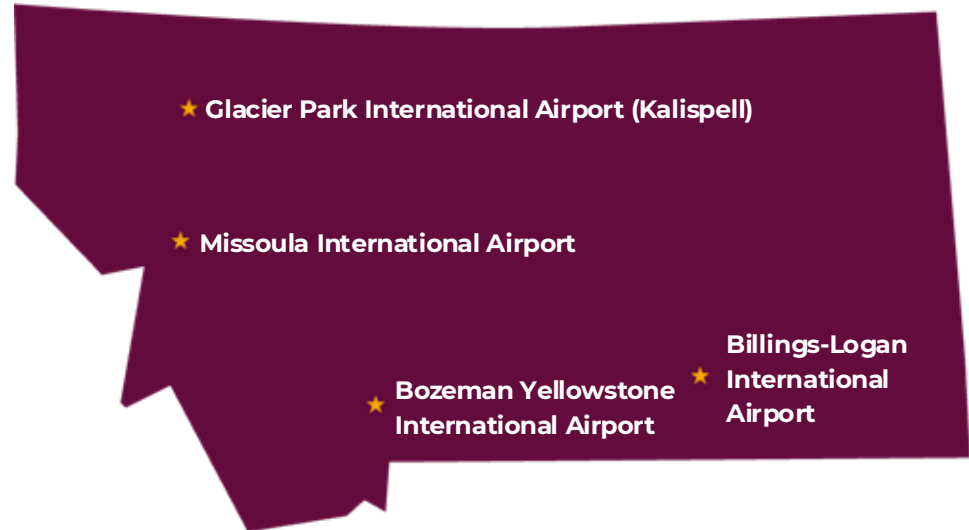 Glacier Park International Airport (Kalispell)
Missoula International Airport
Billings-Logan
International
Airport
Bozeman Yellowstone
International Airport